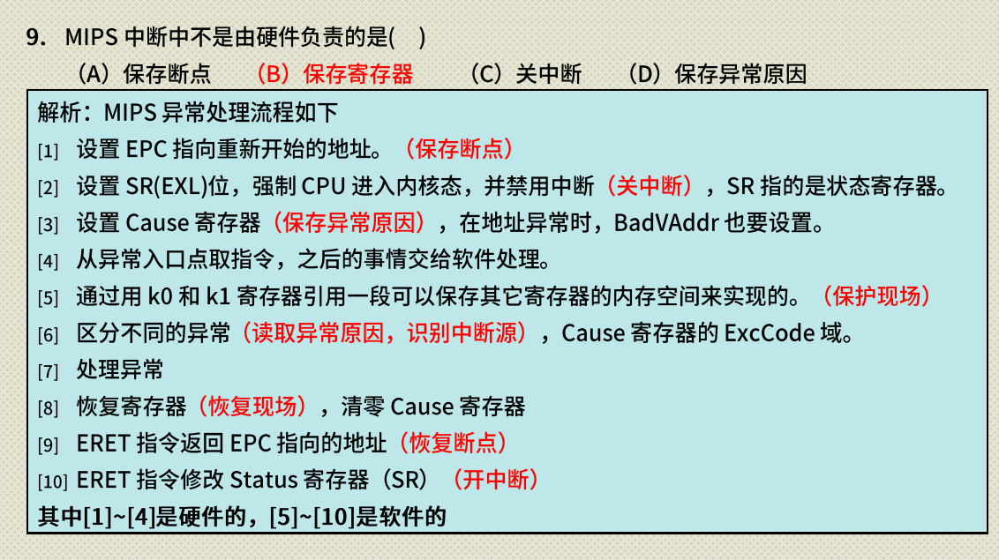 9. MIPS 中断中不是由硬件负责的是(　)
（A）保存断点　（B）保存寄存器　（C）关中断　（D）保存异常原因
解析：MIPS 异常处理流程如下
[1] 设置 EPC 指向重新开始的地址。（保存断点）
[2] 设置 SR(EXL)位，强制 CPU 进入内核态，并禁用中断（关中断），SR 指的是状态寄存器。
[3] 设置 Cause 寄存器（保存异常原因），在地址异常时，BadVAddr 也要设置。
[4] 从异常入口点取指令，之后的事情交给软件处理。
[5] 通过用 k0 和 k1 寄存器引用一段可以保存其它寄存器的内存空间来实现的。（保护现场）
[6] 区分不同的异常（读取异常原因，识别中断源），Cause 寄存器的 ExcCode 域。
[7] 处理异常
[8] 恢复寄存器（恢复现场），清零 Cause 寄存器
[9] ERET 指令返回 EPC 指向的地址（恢复断点）
[10] ERET 指令修改 Status 寄存器（SR）（开中断）
其中[1]~[4]是硬件的，[5]~[10]是软件的